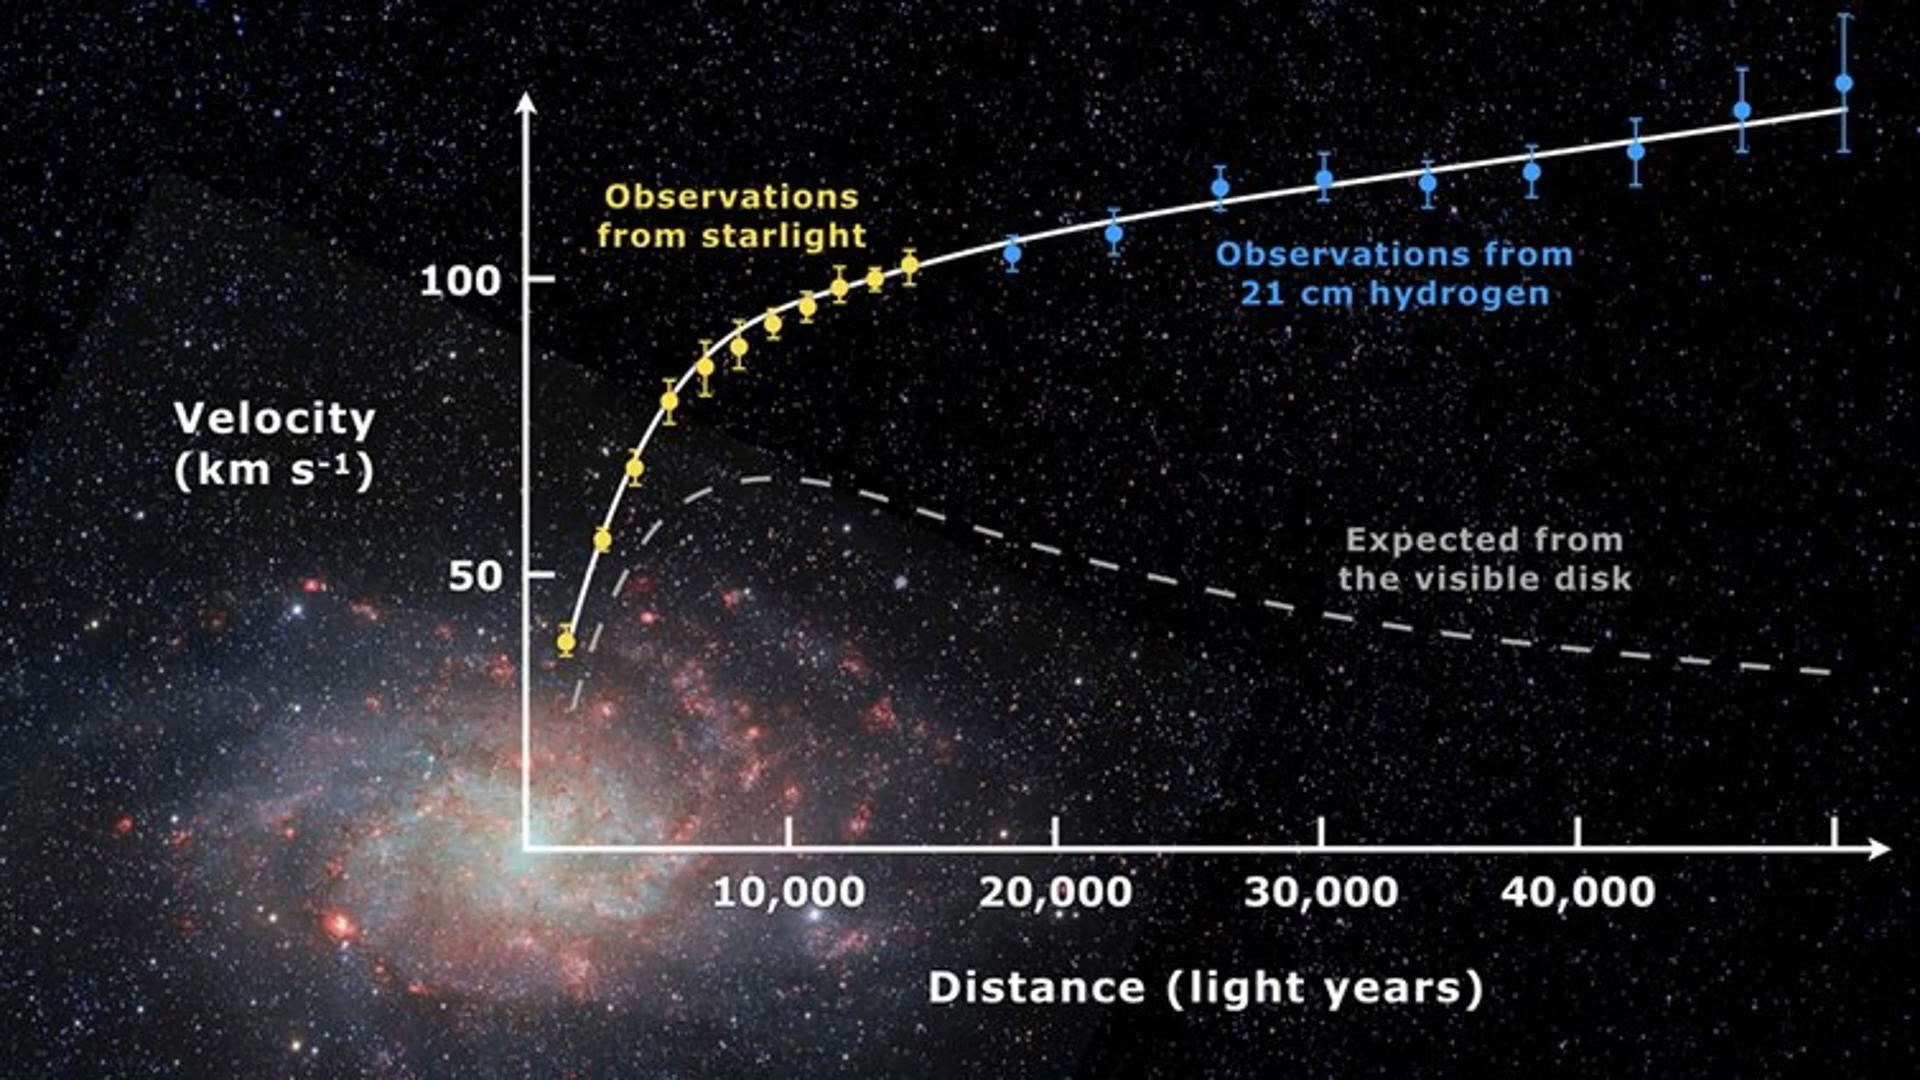 Observations
from starlight
100
Observations from
21 cm hydrogen
Velocity
(km s⁻¹)
50
Expected from
the visible disk
10,000
20,000
30,000
40,000
Distance (light years)